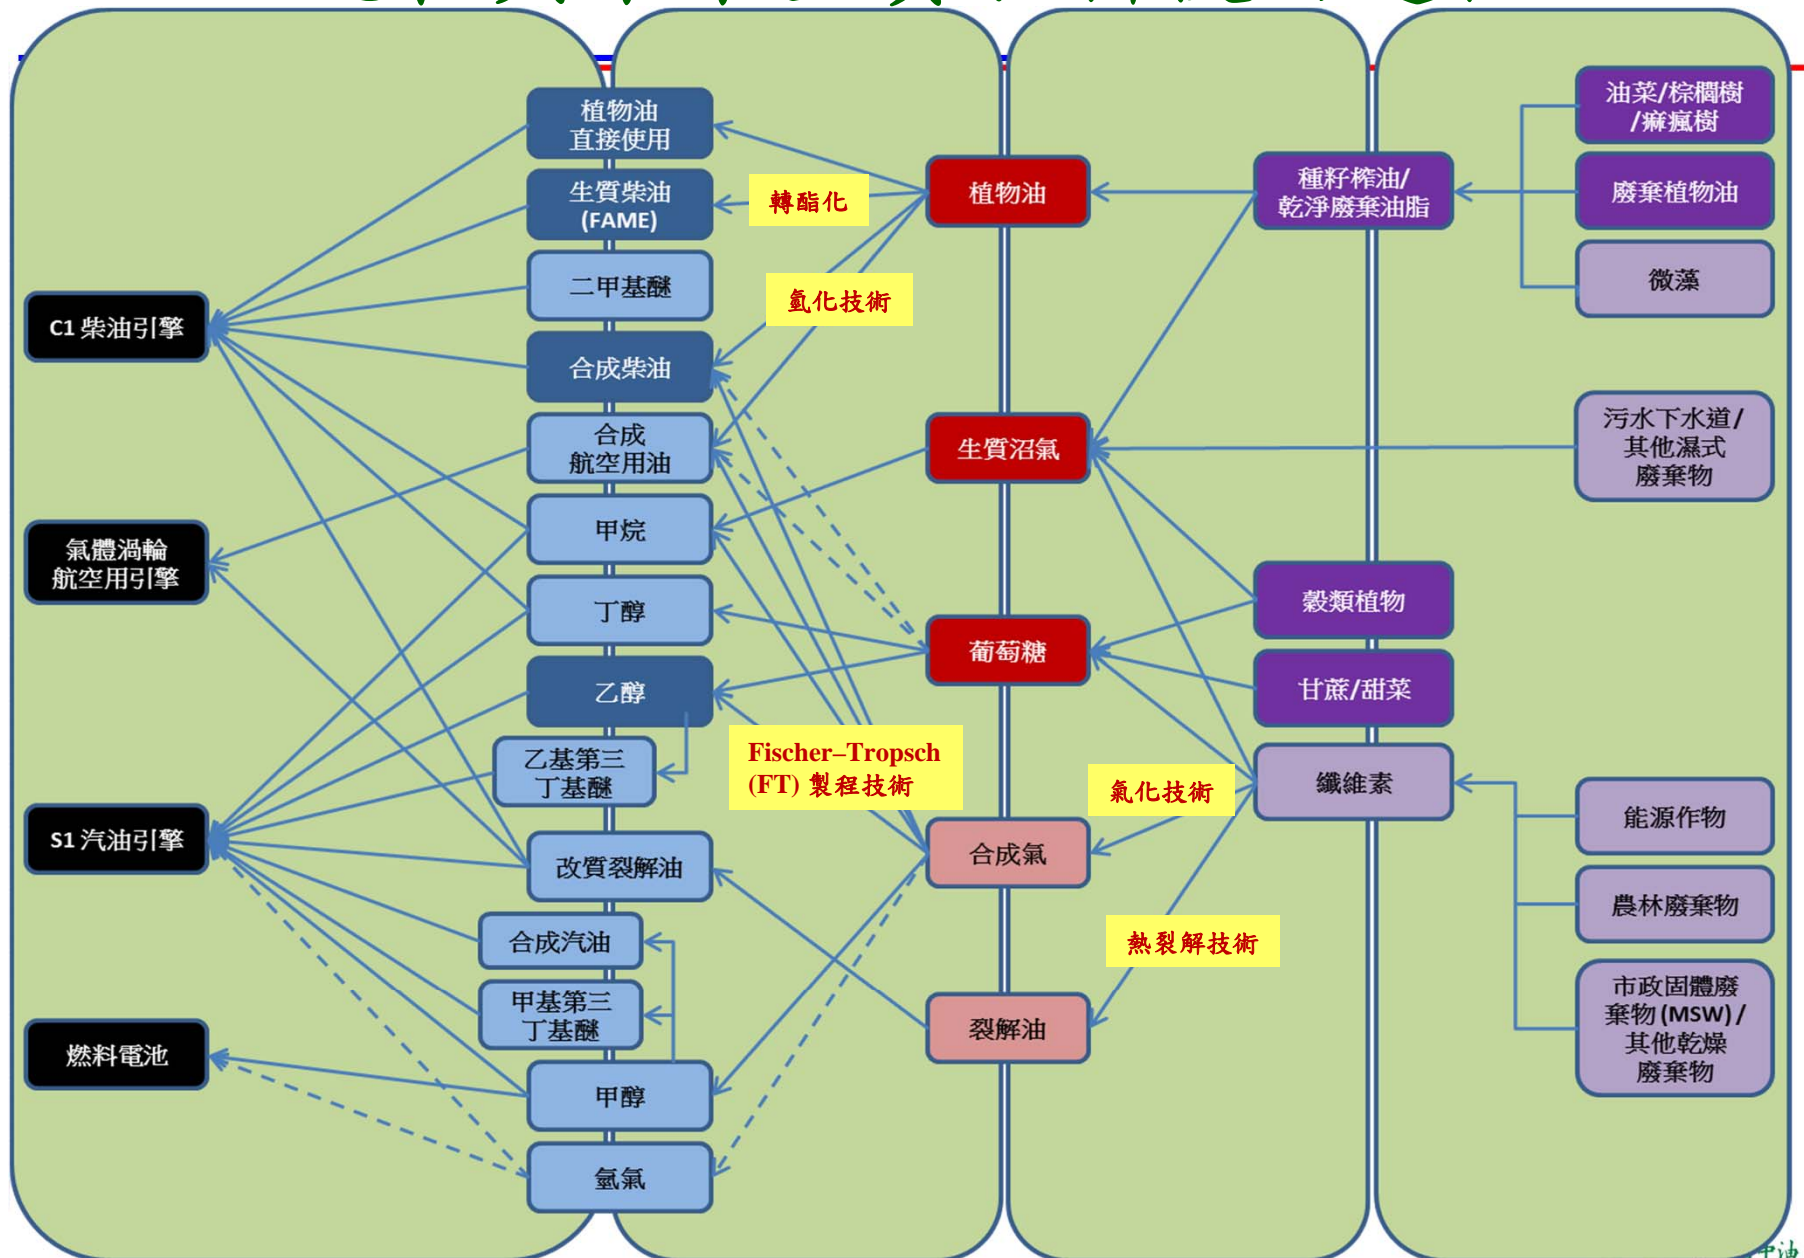 植物油
直接使用
生質柴油
(FAME)
二甲基醚
合成柴油
合成
航空用油
甲烷
丁醇
乙醇
乙基第三
丁基醚
改質裂解油
合成汽油
甲基第三
丁基醚
甲醇
氫氣
C1 柴油引擎
氣體渦輪
航空用引擎
S1 汽油引擎
燃料電池
轉酯化
氫化技術
Fischer–Tropsch
(FT) 製程技術
植物油
生質沼氣
葡萄糖
合成氣
裂解油
氣化技術
熱裂解技術
種籽榨油/
乾淨廢棄油脂
穀類植物
甘蔗/甜菜
纖維素
油菜/棕櫚樹
/痲瘋樹
廢棄植物油
微藻
污水下水道/
其他濕式
廢棄物
能源作物
農林廢棄物
市政固體廢
棄物(MSW)/
其他乾燥
廢棄物
中油